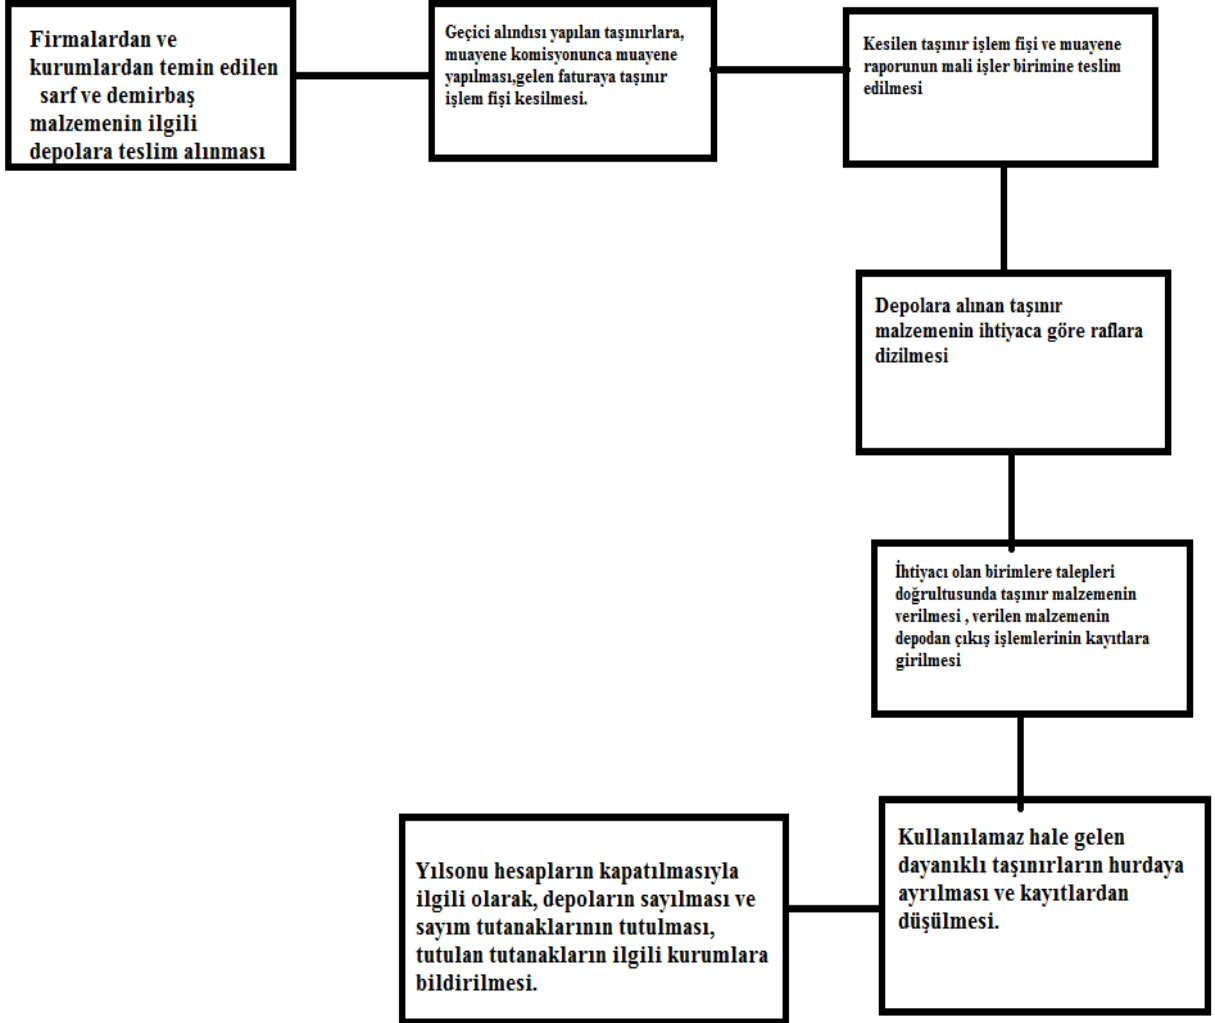 Firmalardan ve
kurumlardan temin edilen
sarf ve demirbaş
malzemenin ilgili
depolara teslim alınması
Geçici alındısı yapılan taşınırlara,
muayene komisyonunca muayene
yapılması,gelen faturaya taşınır
işlem fişi kesilmesi.
Kesilen taşınır işlem fişi ve muayene
raporunun mali işler birimine teslim
edilmesi
Depolara alınan taşınır
malzemenin ihtiyaca göre raflara
dizilmesi
İhtiyacı olan birimlere talepleri
doğrultusunda taşınır malzemenin
verilmesi , verilen malzemenin
depodan çıkış işlemlerinin kayıtlara
girilmesi
Kullanılamaz hale gelen
dayanıklı taşınırların hurdaya
ayrılması ve kayıtlardan
düşülmesi.
Yılsonu hesapların kapatılmasıyla
ilgili olarak, depoların sayılması ve
sayım tutanaklarının tutulması,
tutulan tutanakların ilgili kurumlara
bildirilmesi.